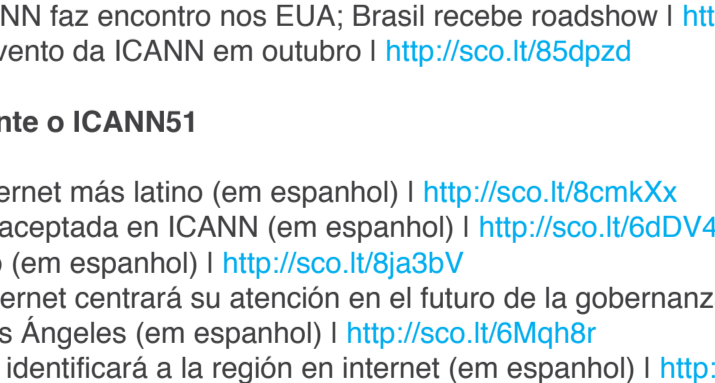 NN faz encontro nos EUA; Brasil recebe roadshow | htt
vento da ICANN em outubro | http://sco.lt/85dpzd
nte o ICANN51
ernet más latino (em espanhol) | http://sco.lt/8cmkXx
aceptada en ICANN (em espanhol) | http://sco.lt/6dDV4
o (em espanhol) | http://sco.lt/8ja3bV
ernet centrará su atención en el futuro de la gobernanz
s Ángeles (em espanhol) | http://sco.lt/6Mqh8r
identificará a la región en internet (em espanhol) | http: